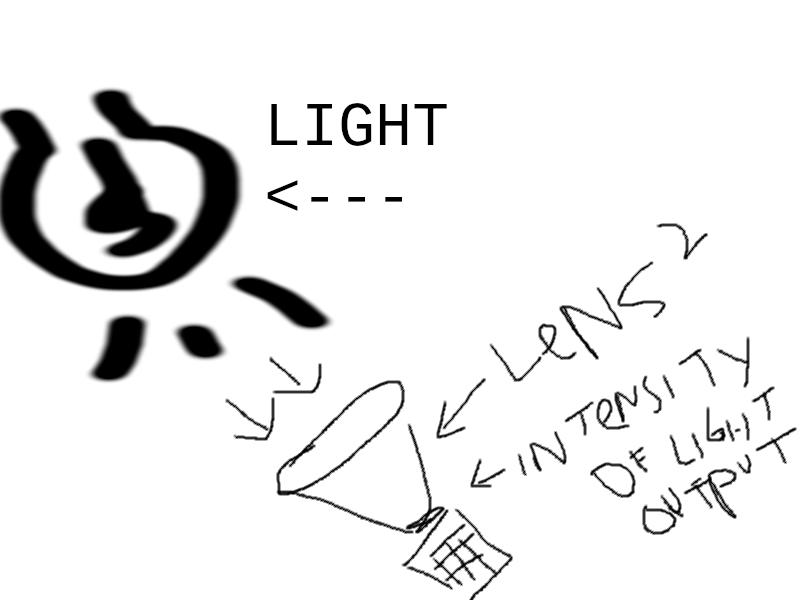 LIGHT
<---
LeNS 2
INTeNSITY
OF LIGHT
OUTPUT